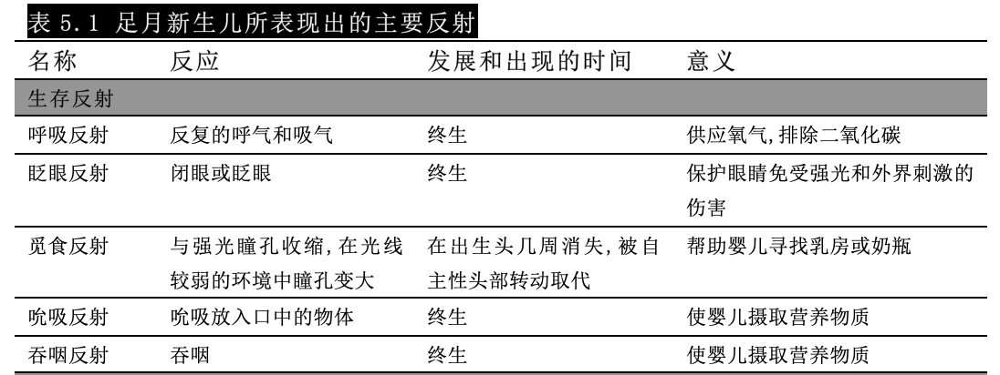 表 5.1 足月新生儿所表现出的主要反射
名称 反应 发展和出现的时间 意义
生存反射
呼吸反射 反复的呼气和吸气 终生 供应氧气,排除二氧化碳
眨眼反射 闭眼或眨眼 终生 保护眼睛免受强光和外界刺激的
伤害
觅食反射 与强光瞳孔收缩,在光线 在出生头几周消失,被自 帮助婴儿寻找乳房或奶瓶
较弱的环境中瞳孔变大 主性头部转动取代
吮吸反射 吮吸放入口中的物体 终生 使婴儿摄取营养物质
吞咽反射 吞咽 终生 使婴儿摄取营养物质